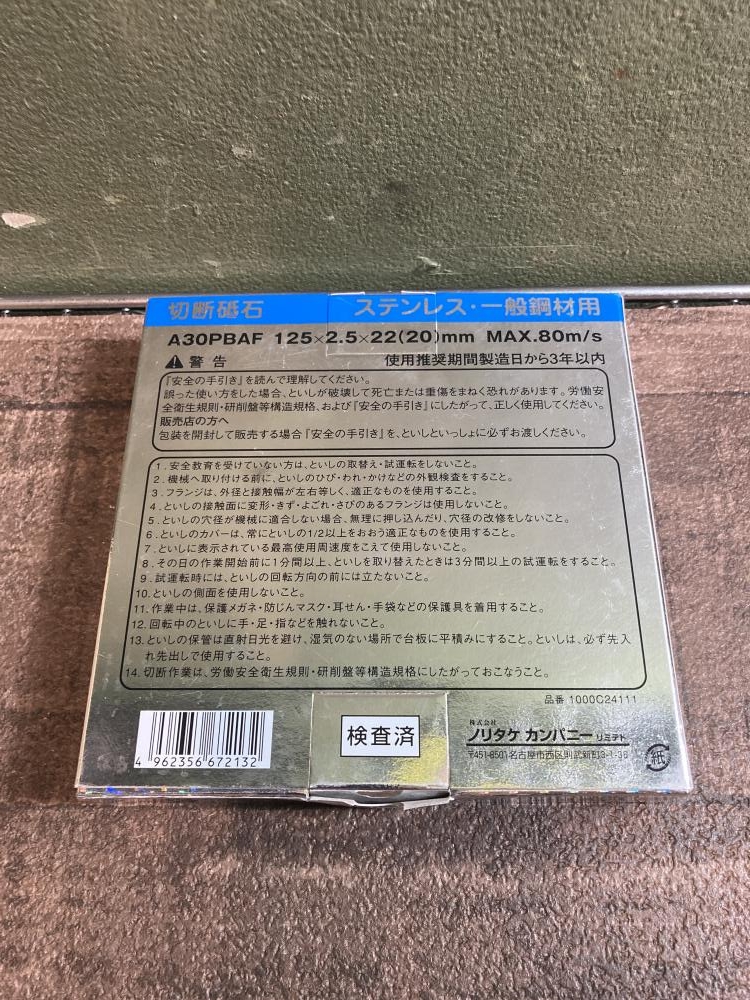 切断砥石 ステンレス・一般鋼材用
A30PBAF 125×2.5×22(20)mm MAX.80m/s
警告 使用推奨期間製造日から3年以内
『安全の手引き』を読んで理解してください。
誤った使い方をした場合、といしが破壊して死亡または重傷をまねく恐れがあります。労働安
全衛生規則・研削盤等構造規格、および『安全の手引き』にしたがって、正しく使用してください。
販売店の方へ
包装を開封して販売する場合『安全の手引き』を、といしといっしょに必ずお渡しください。
1. 安全教育を受けていない方は、といしの取替え・試運転をしないこと。
2. 機械へ取り付ける前に、といしのひび・われ・かけなどの外観検査をすること。
3. フランジは、外径と接触幅が左右等しく、適正なものを使用すること。
4. といしの接触面に変形・きず・よごれ・さびのあるフランジは使用しないこと。
5. といしの穴径が機械に適合しない場合、無理に押し込んだり、穴径の改修をしないこと。
6. といしのカバーは、常にといしの1/2以上をおおう適正なものを使用すること。
7. といしに表示されている最高使用周速度をこえて使用しないこと。
8. その日の作業開始前に1分間以上、といしを取り替えたときは3分間以上の試運転をすること。
9. 試運転時には、といしの回転方向の前には立たないこと。
10. といしの側面を使用しないこと。
11. 作業中は、保護メガネ・防じんマスク・耳せん・手袋などの保護具を着用すること。
12. 回転中のといしに手・足・指などを触れないこと。
13. といしの保管は直射日光を避け、湿気のない場所で台板に平積みにすること。といしは、必ず先入
れ先出しで使用すること。
14. 切断作業は、労働安全衛生規則・研削盤等構造規格にしたがっておこなうこと。
品番 1000C24111
検査済
株式会社
ノリタケ カンパニー リミテド
〒451-8501 名古屋市西区則武新町3-1-36
紙
4 962356 672132